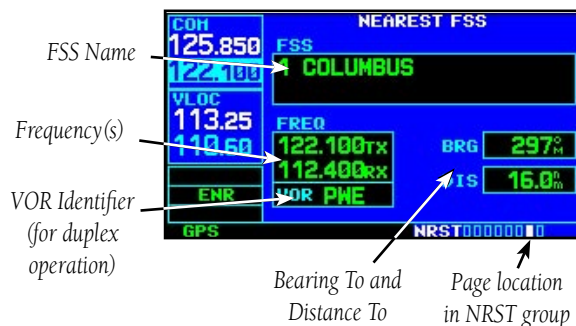 COM
125.850
122.100
VLOC
113.25
110.60
ENR
GPS
NEAREST FSS
FSS
1 COLUMBUS
FREQ
122.100TX
112.400RX
VOR PWE
BRG 297°M
DIS 16.0nm
NRST
FSS Name
Frequency(s)
VOR Identifier
(for duplex
operation)
Bearing To and
Distance To
Page location
in NRST group